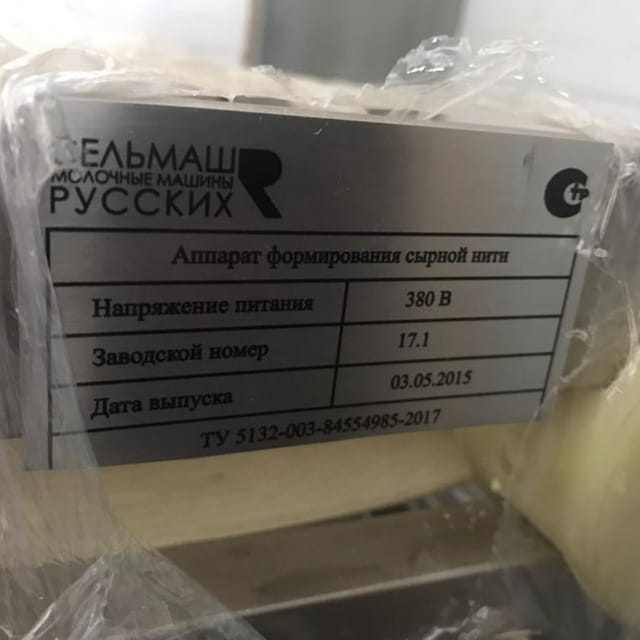 СЕЛЬМАШ
МОЛОЧНЫЕ МАШИНЫ
РУССКИХ
Аппарат формирования сырной нити
Напряжение питания 380 В
Заводской номер 17.1
Дата выпуска 03.05.2015
ТУ 5132-003-84554985-2017